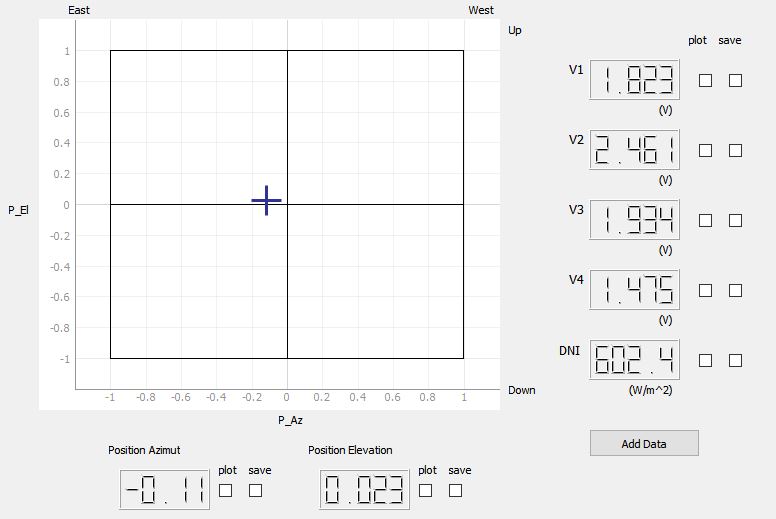 East West
Up
plot save
V1 1.823
(V)
V2 2.461
(V)
V3 1.934
(V)
V4 1.475
(V)
DNI 602.4
(W/m^2)
Down
P_El
1
0.8
0.6
0.4
0.2
0
-0.2
-0.4
-0.6
-0.8
-1
-1 -0.8 -0.6 -0.4 -0.2 0 0.2 0.4 0.6 0.8 1
P_Az
Add Data
Position Azimut
plot save
-0.11
Position Elevation
plot save
0.023